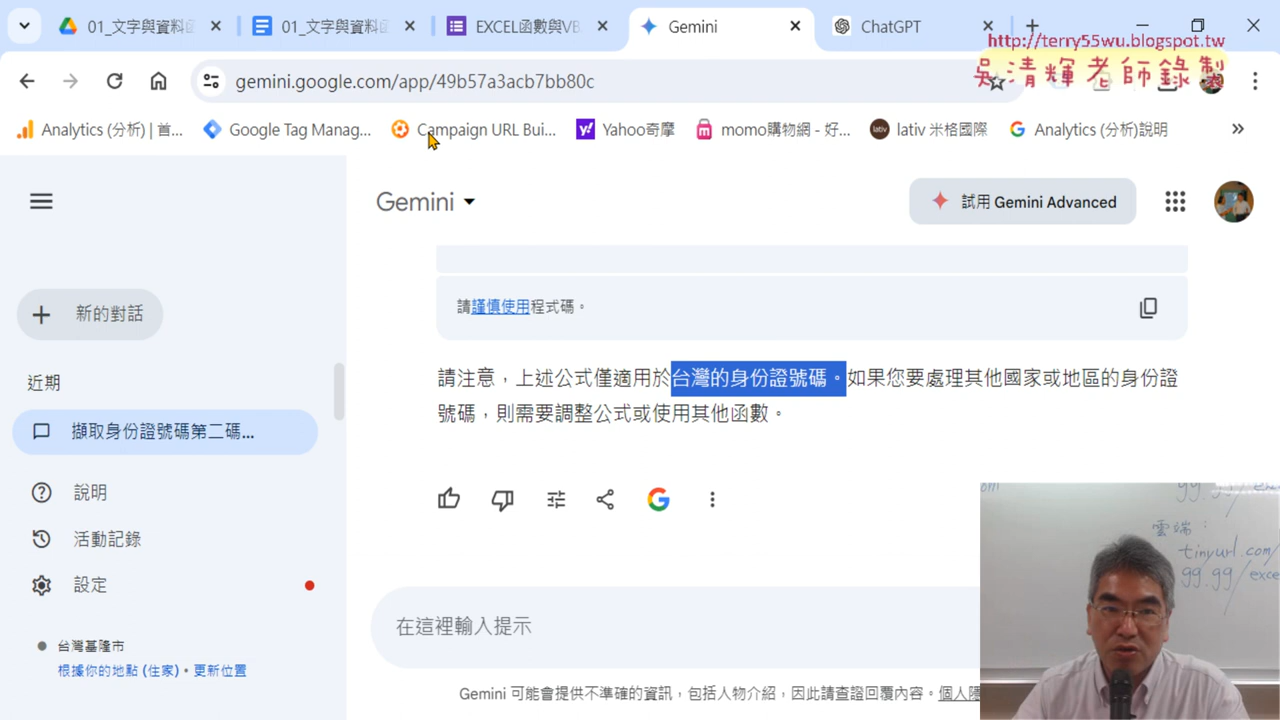 01_文字與資料函
01_文字與資料函
EXCEL函數與VB
Gemini
ChatGPT
http://terry55wu.blogspot.tw
吳清輝老師錄製
gemini.google.com/app/49b57a3acb7bb80c
Analytics (分析) | 首...
Google Tag Manag...
Campaign URL Bui...
Yahoo奇摩
momo購物網 - 好...
lativ 米格國際
Analytics (分析)說明
Gemini
試用 Gemini Advanced
新的對話
近期
擷取身份證號碼第二碼...
說明
活動記錄
設定
台灣基隆市
根據你的地點 (住家) • 更新位置
請謹慎使用程式碼。
請注意，上述公式僅適用於台灣的身份證號碼。如果您要處理其他國家或地區的身份證
號碼，則需要調整公式或使用其他函數。
在這裡輸入提示
Gemini 可能會提供不準確的資訊，包括人物介紹，因此請查證回覆內容。個人隱
雲端：
tinyurl.com/
gg.gg/exce